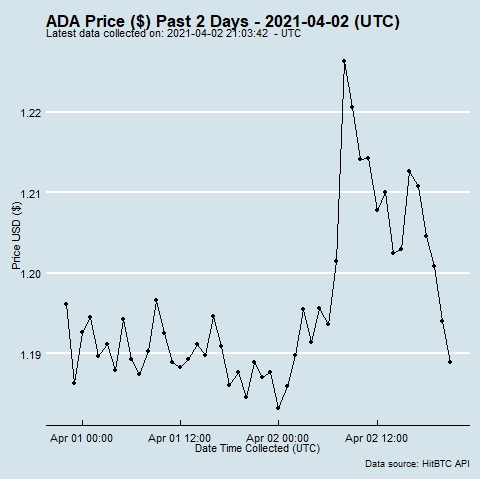 ADA Price ($) Past 2 Days - 2021-04-02 (UTC)
Latest data collected on: 2021-04-02 21:03:42 - UTC
1.22
1.21
1.20
1.19
Price USD ($)
Apr 01 00:00 Apr 01 12:00 Apr 02 00:00 Apr 02 12:00
Date Time Collected (UTC)
Data source: HitBTC API